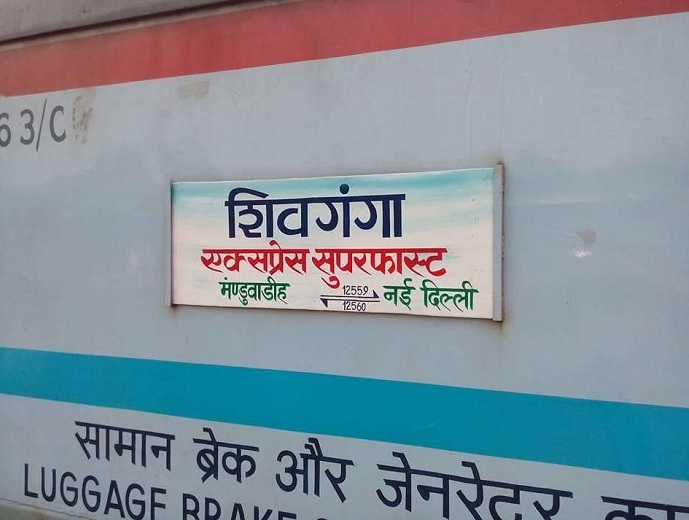 63/C
शिवगंगा
एक्सप्रेस सुपरफास्ट
मंण्डुवाडीह 12559 नई दिल्ली
12560
सामान ब्रेक और जेनरेटर
LUGGAGE BRAKE